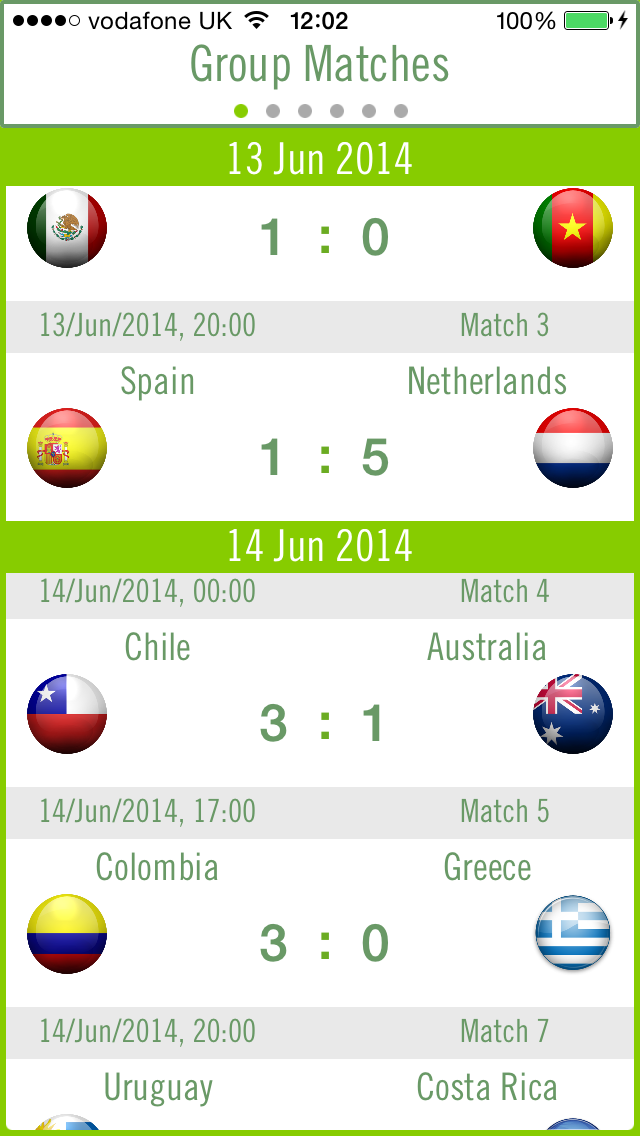 vodafone UK 12:02 100%
Group Matches
13 Jun 2014
1 : 0
13/Jun/2014, 20:00 Match 3
Spain Netherlands
1 : 5
14 Jun 2014
14/Jun/2014, 00:00 Match 4
Chile Australia
3 : 1
14/Jun/2014, 17:00 Match 5
Colombia Greece
3 : 0
14/Jun/2014, 20:00 Match 7
Uruguay Costa Rica